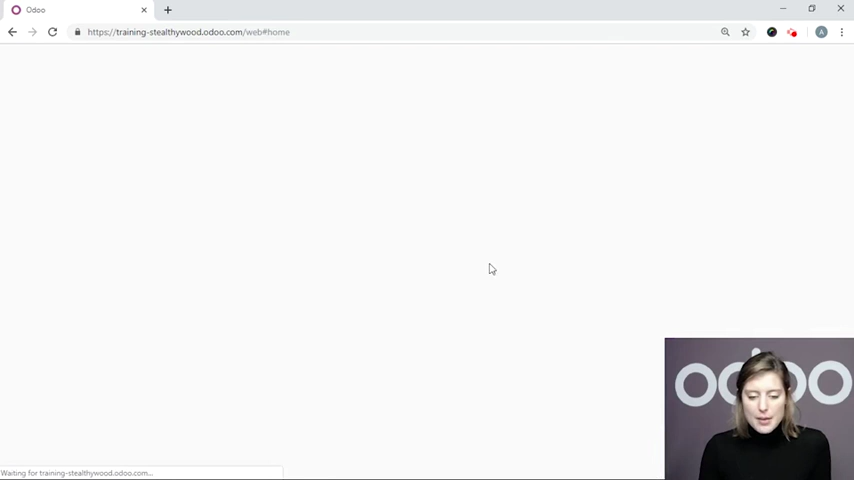 Odoo
https://training-stealthywood.odoo.com/web#home
A
Waiting for training-stealthywood.odoo.com...
odoo